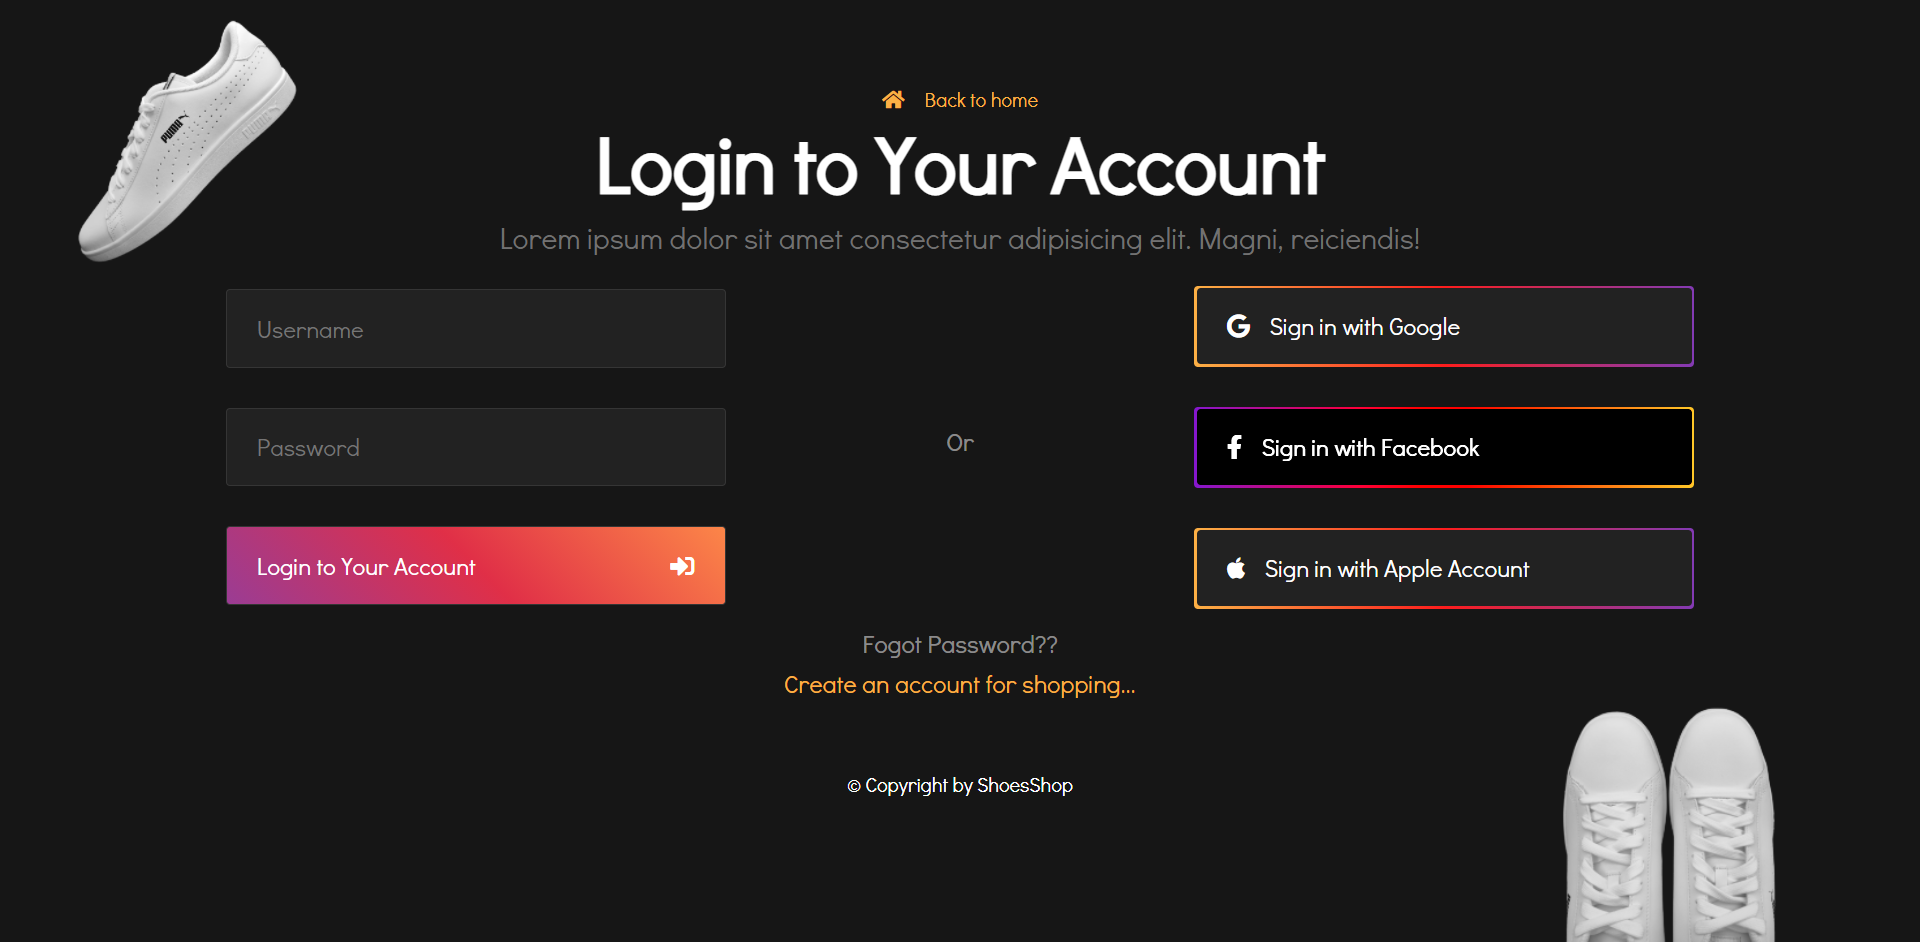 PUMA
PUMA
Back to home
Login to Your Account
Lorem ipsum dolor sit amet consectetur adipisicing elit. Magni, reiciendis!
Username
Password
Login to Your Account
Or
Sign in with Google
Sign in with Facebook
Sign in with Apple Account
Fogot Password??
Create an account for shopping...
© Copyright by ShoesShop